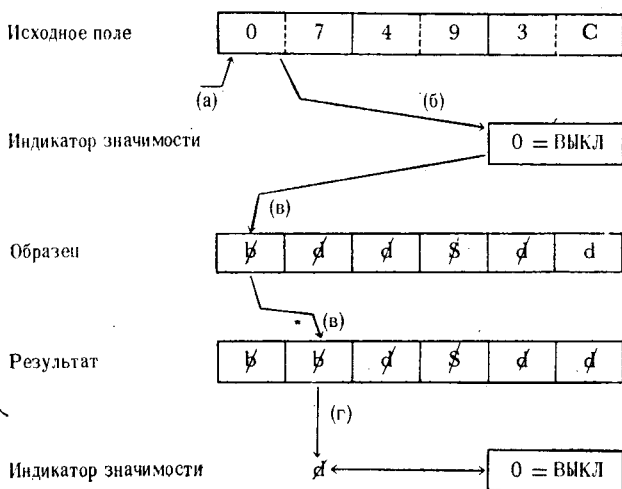 Исходное поле 0 7 4 9 3 C
(а) (б)
Индикатор значимости 0 = ВЫКЛ
(в)
Образец b̸ d̸ d̸ S̸ d̸ d
(в)
Результат b̸ b̸ d̸ S̸ d̸ d̸
(г)
Индикатор значимости d̸ 0 = ВЫКЛ